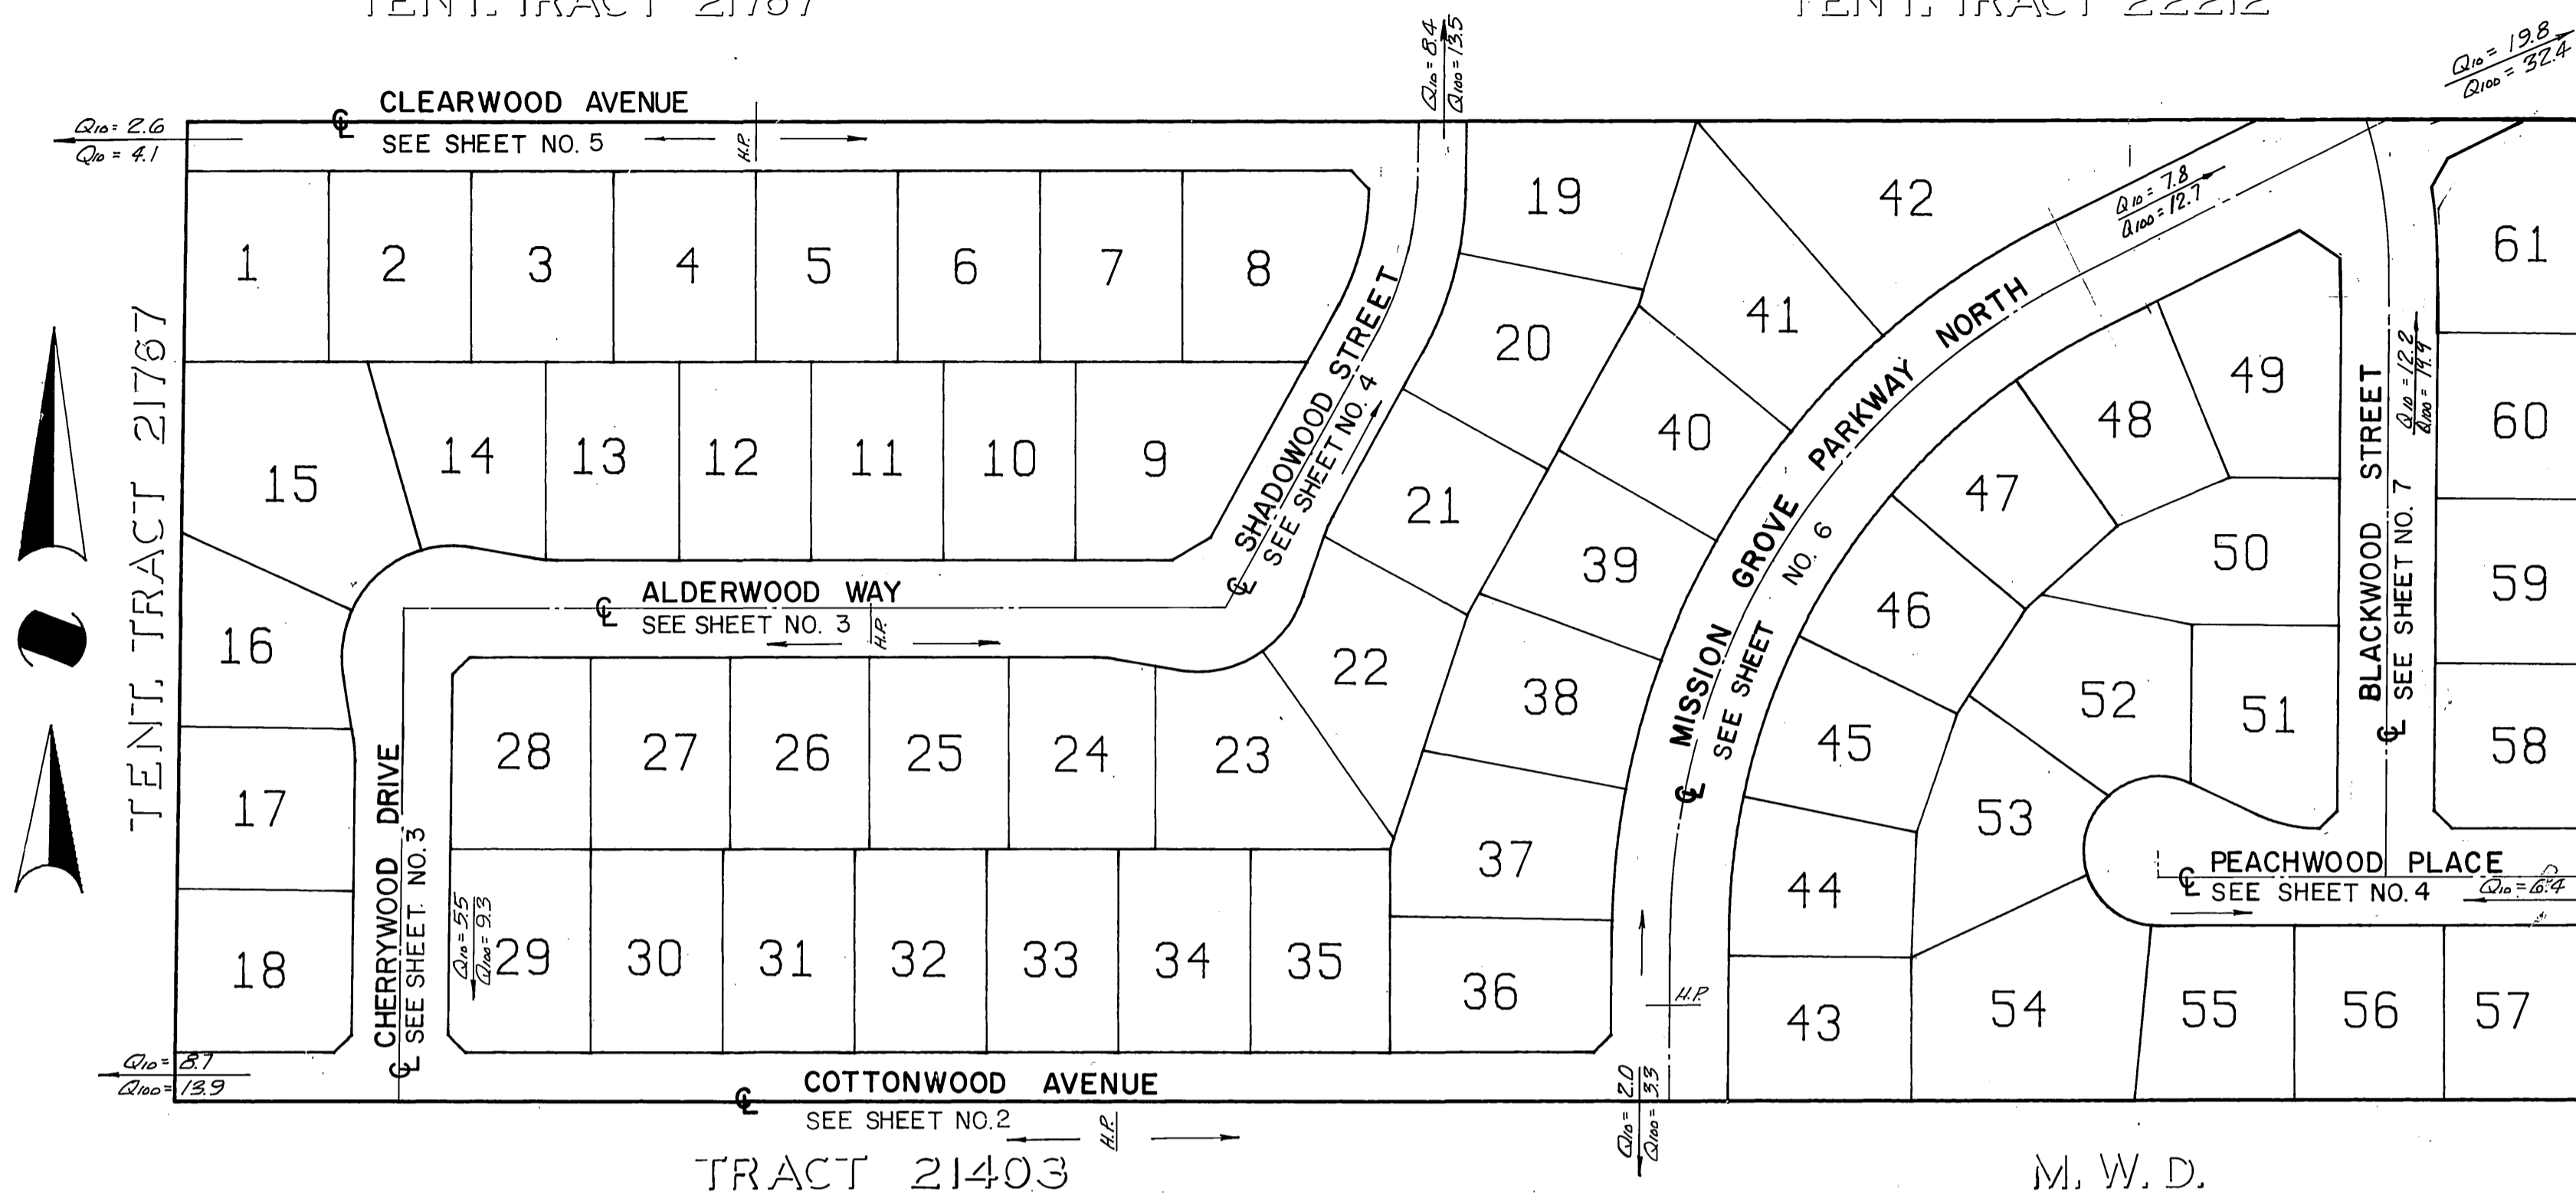 TENT. TRACT 21767
TENT. TRACT 22212
Q10 = 8.4
Q100 = 13.5
Q10 = 19.8
Q100 = 32.4
CLEARWOOD AVENUE
SEE SHEET NO. 5
H.P.
Q10 = 2.6
Q10 = 4.1
1
2
3
4
5
6
7
8
19
41
42
Q10 = 7.8
Q100 = 12.7
61
TENT. TRACT 21767
15
14
13
12
11
10
9
SHADOWOOD STREET
SEE SHEET NO. 4
℄
20
21
40
39
MISSION GROVE PARKWAY NORTH
SEE SHEET NO. 6
℄
47
48
49
46
50
BLACKWOOD STREET
SEE SHEET NO. 7
℄
Q10 = 12.2
Q100 = 19.9
60
59
℄
ALDERWOOD WAY
SEE SHEET NO. 3
℄
H.P.
16
22
38
45
52
51
58
17
28
27
26
25
24
23
37
53
44
℄
PEACHWOOD PLACE
SEE SHEET NO. 4
Q10 = 6.4
CHERRYWOOD DRIVE
SEE SHEET NO. 3
℄
Q10 = 5.5
Q100 = 9.3
18
29
30
31
32
33
34
35
36
H.P.
43
54
55
56
57
Q10 = 8.7
Q100 = 13.9
COTTONWOOD AVENUE
℄
SEE SHEET NO. 2
H.P.
Q10 = 2.0
Q100 = 3.3
TRACT 21403
M. W. D.